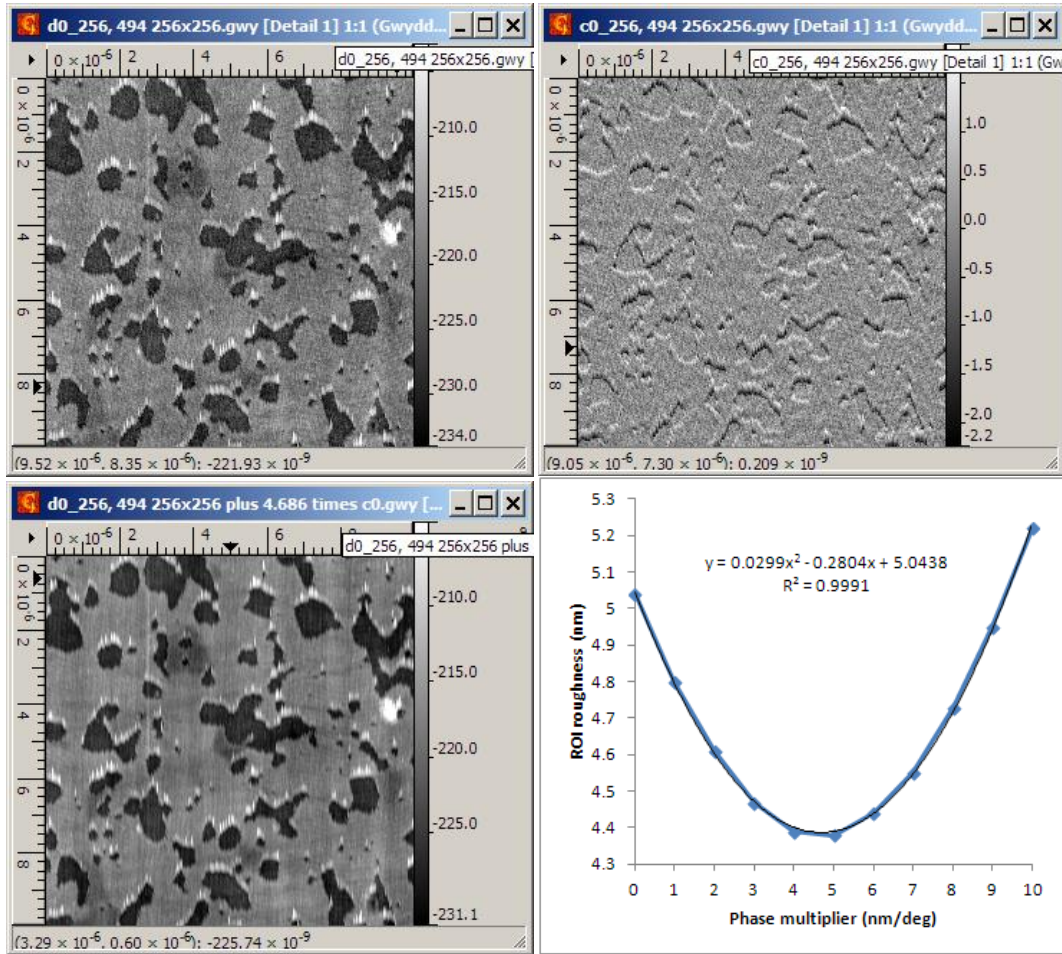 d0_256, 494 256x256.gwy [Detail 1] 1:1 (Gwydd...
0 × 10⁻⁶ 2 4 6
d0_256, 494 256x256.gwy [
0 × 10⁻⁶
2
4
6
8
-210.0
-215.0
-220.0
-225.0
-230.0
-234.0
(9.52 × 10⁻⁶, 8.35 × 10⁻⁶): -221.93 × 10⁻⁹
c0_256, 494 256x256.gwy [Detail 1] 1:1 (Gwydd...
0 × 10⁻⁶ 2 4 6
c0_256, 494 256x256.gwy [Detail 1] 1:1 (Gw
0 × 10⁻⁶
2
4
6
8
1.0
0.5
0.0
-0.5
-1.0
-1.5
-2.0
-2.2
(9.05 × 10⁻⁶, 7.30 × 10⁻⁶): 0.209 × 10⁻⁹
d0_256, 494 256x256 plus 4.686 times c0.gwy [...
0 × 10⁻⁶ 2 4 6
d0_256, 494 256x256 plus
0 × 10⁻⁶
2
4
6
8
-210.0
-215.0
-220.0
-225.0
-231.1
(3.29 × 10⁻⁶, 0.60 × 10⁻⁶): -225.74 × 10⁻⁹
y = 0.0299x² - 0.2804x + 5.0438
R² = 0.9991
ROI roughness (nm)
5.3
5.2
5.1
5
4.9
4.8
4.7
4.6
4.5
4.4
4.3
0 1 2 3 4 5 6 7 8 9 10
Phase multiplier (nm/deg)